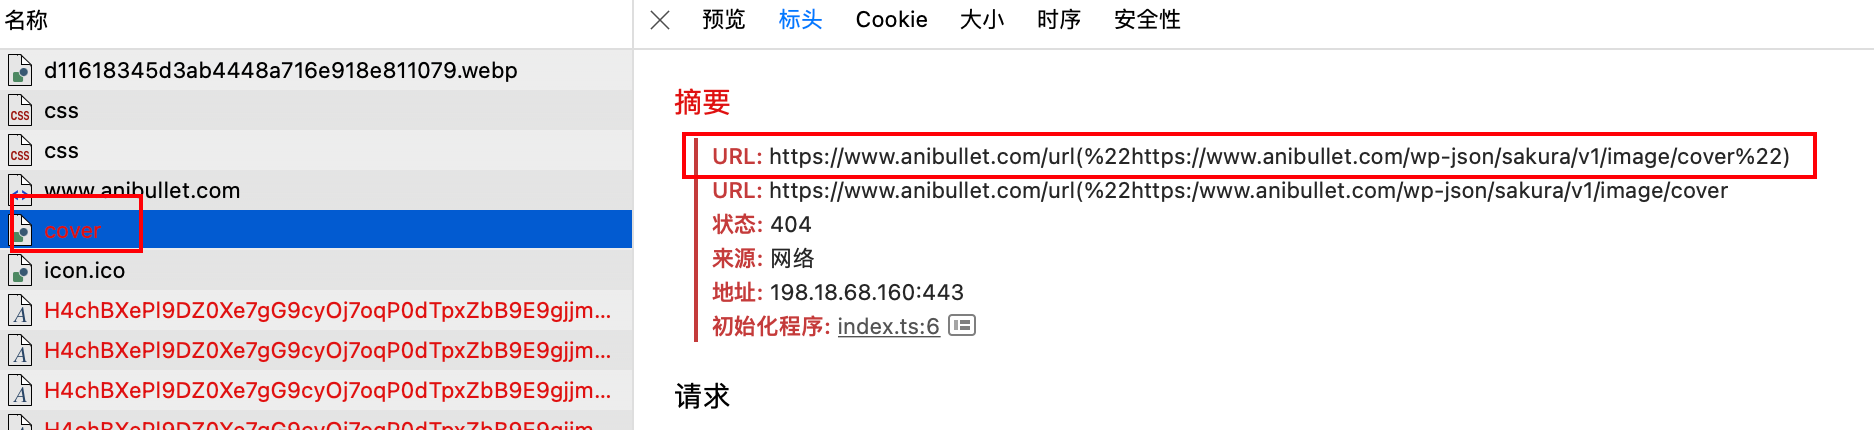 名称
预览 标头 Cookie 大小 时序 安全性
d11618345d3ab4448a716e918e811079.webp
css
css
www.anibullet.com
cover
icon.ico
H4chBXePl9DZ0Xe7gG9cyOj7oqP0dTpxZbB9E9gjjm...
H4chBXePl9DZ0Xe7gG9cyOj7oqP0dTpxZbB9E9gjjm...
H4chBXePl9DZ0Xe7gG9cyOj7oqP0dTpxZbB9E9gjjm...
H4chBXePl9DZ0Xe7gG9cyOj7oqP0dTpxZbB9E9gjjm...
摘要
URL: https://www.anibullet.com/url(%22https://www.anibullet.com/wp-json/sakura/v1/image/cover%22)
URL: https://www.anibullet.com/url(%22https:/www.anibullet.com/wp-json/sakura/v1/image/cover
状态: 404
来源: 网络
地址: 198.18.68.160:443
初始化程序: index.ts:6
请求